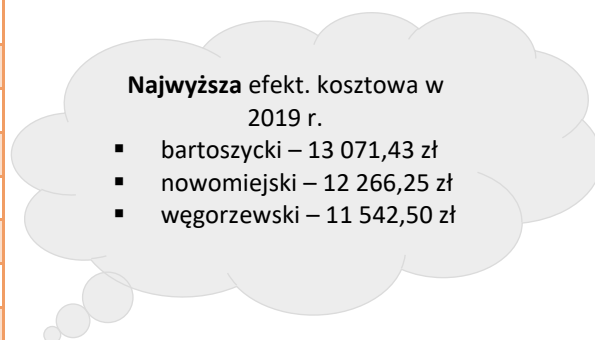 Najwyższa efekt. kosztowa w
2019 r.
▪ bartoszycki – 13 071,43 zł
▪ nowomiejski – 12 266,25 zł
▪ węgorzewski – 11 542,50 zł